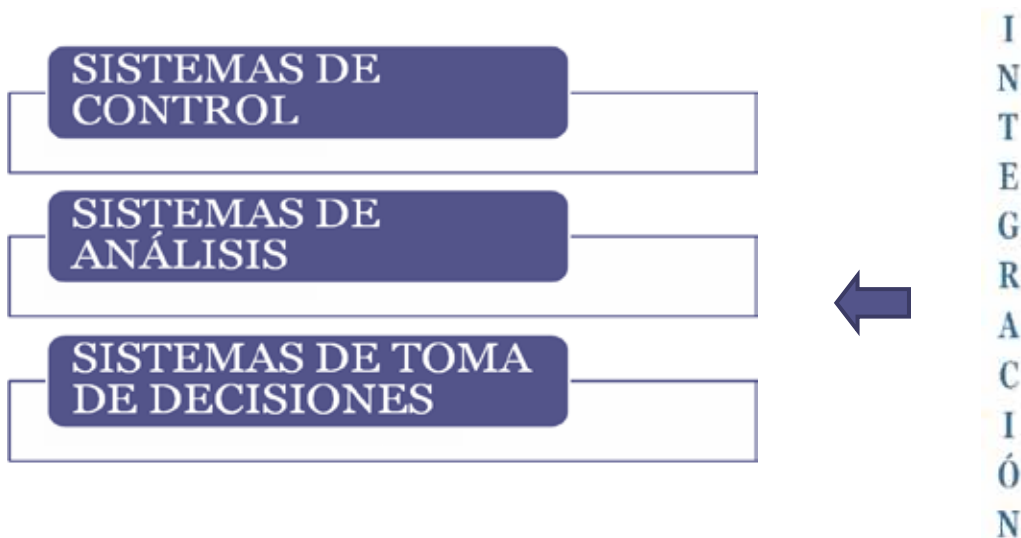 SISTEMAS DE
CONTROL
SISTEMAS DE
ANÁLISIS
SISTEMAS DE TOMA
DE DECISIONES
I
N
T
E
G
R
A
C
I
Ó
N